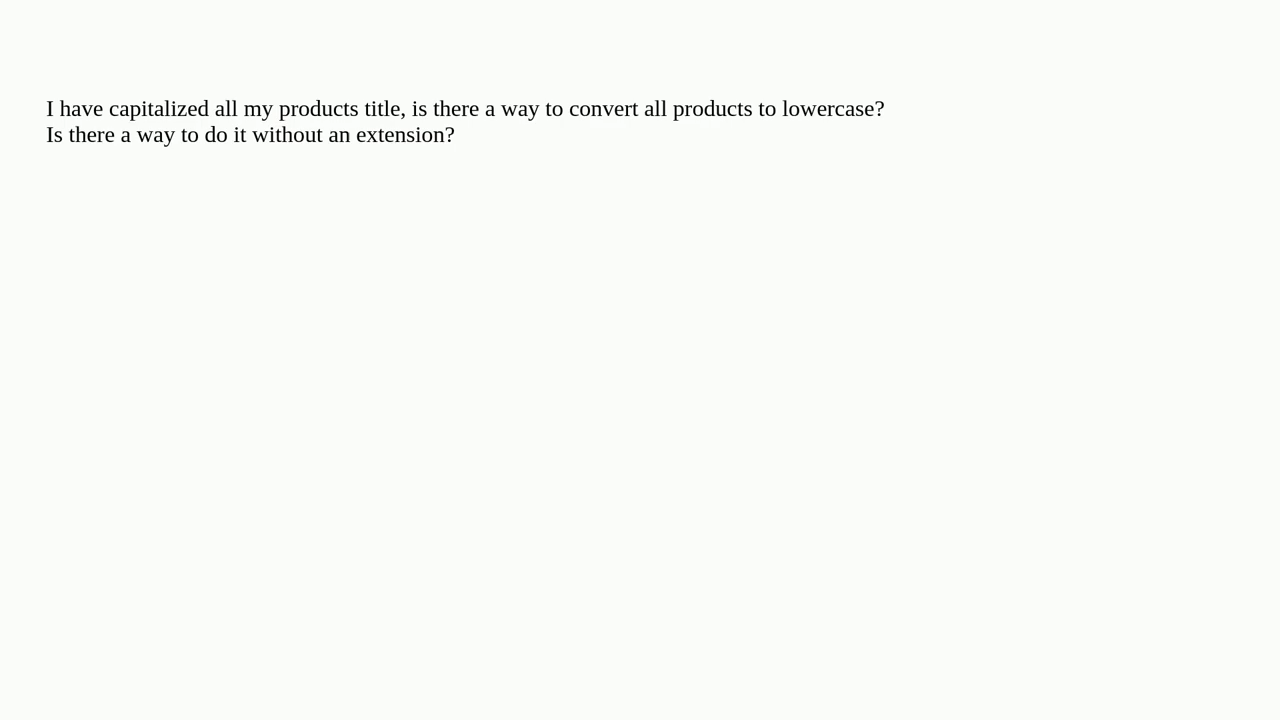 I have capitalized all my products title, is there a way to convert all products to lowercase?
Is there a way to do it without an extension?